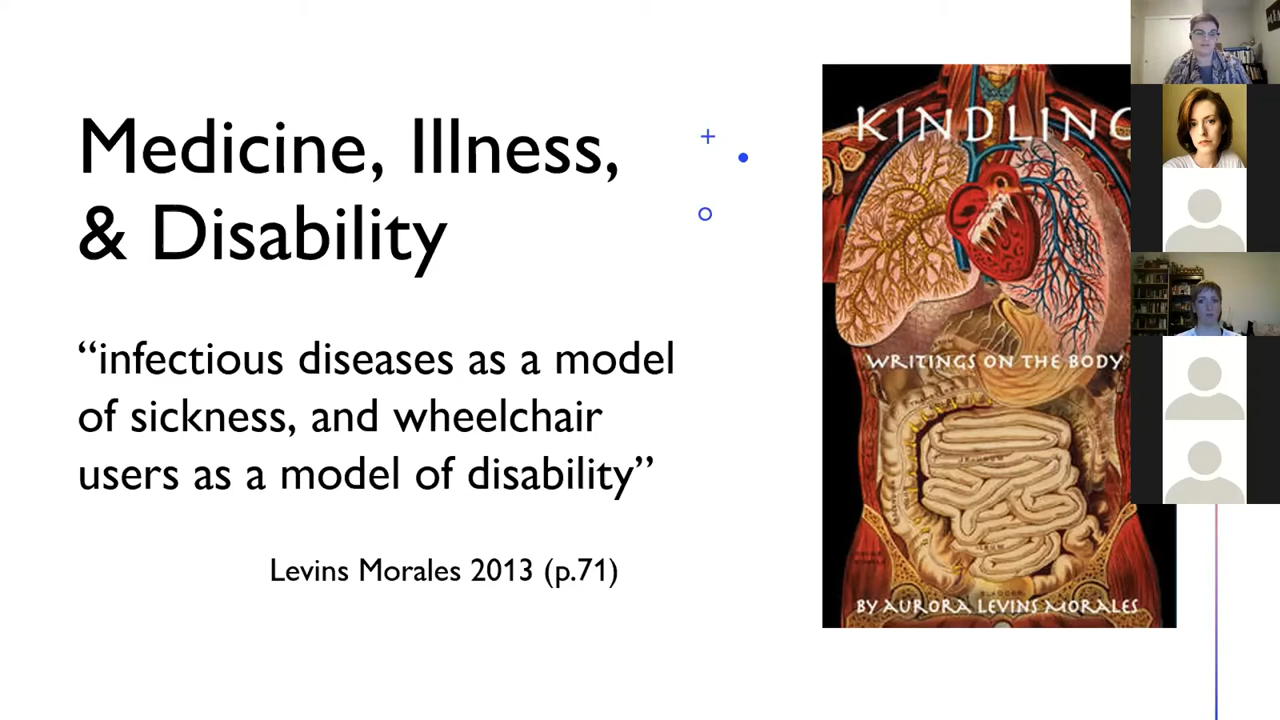 Medicine, Illness,
& Disability
“infectious diseases as a model
of sickness, and wheelchair
users as a model of disability”
Levins Morales 2013 (p.71)
KINDLING
WRITINGS ON THE BODY
BY AURORA LEVINS MORALES